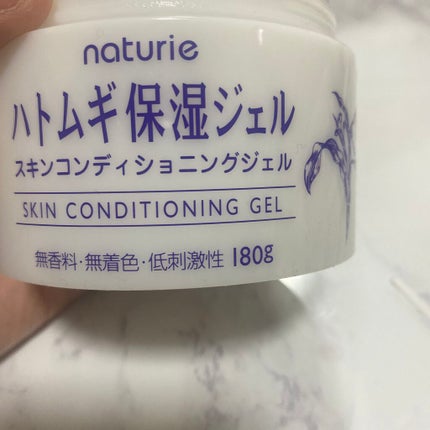 naturie
ハトムギ保湿ジェル
スキンコンディショニングジェル
SKIN CONDITIONING GEL
無香料・無着色・低刺激性 180g